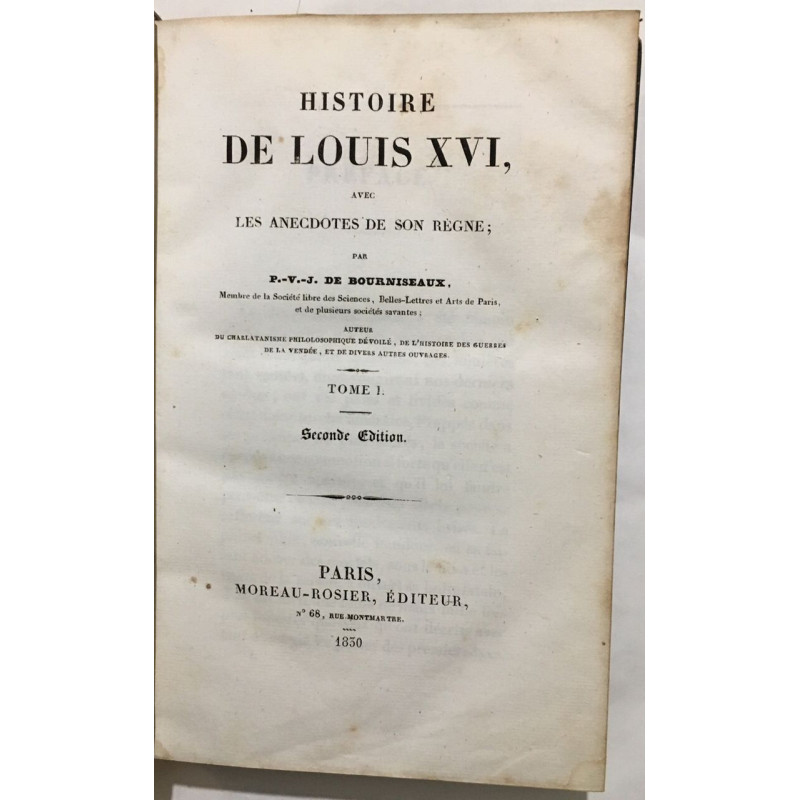 HISTOIRE
DE LOUIS XVI,
AVEC
LES ANECDOTES DE SON RÈGNE;
PAR
P.-V.-J. DE BOURNISEAUX,
Membre de la Société libre des Sciences, Belles-Lettres et Arts de Paris,
et de plusieurs sociétés savantes;
AUTEUR
DU CHARLATANISME PHILOLOSOPHIQUE DÉVOILÉ, DE L'HISTOIRE DES GUERRES
DE LA VENDÉE, ET DE DIVERS AUTRES OUVRAGES.
TOME I.
Seconde Edition.
PARIS,
MOREAU-ROSIER, ÉDITEUR,
N° 68, RUE MONTMARTRE.
1830